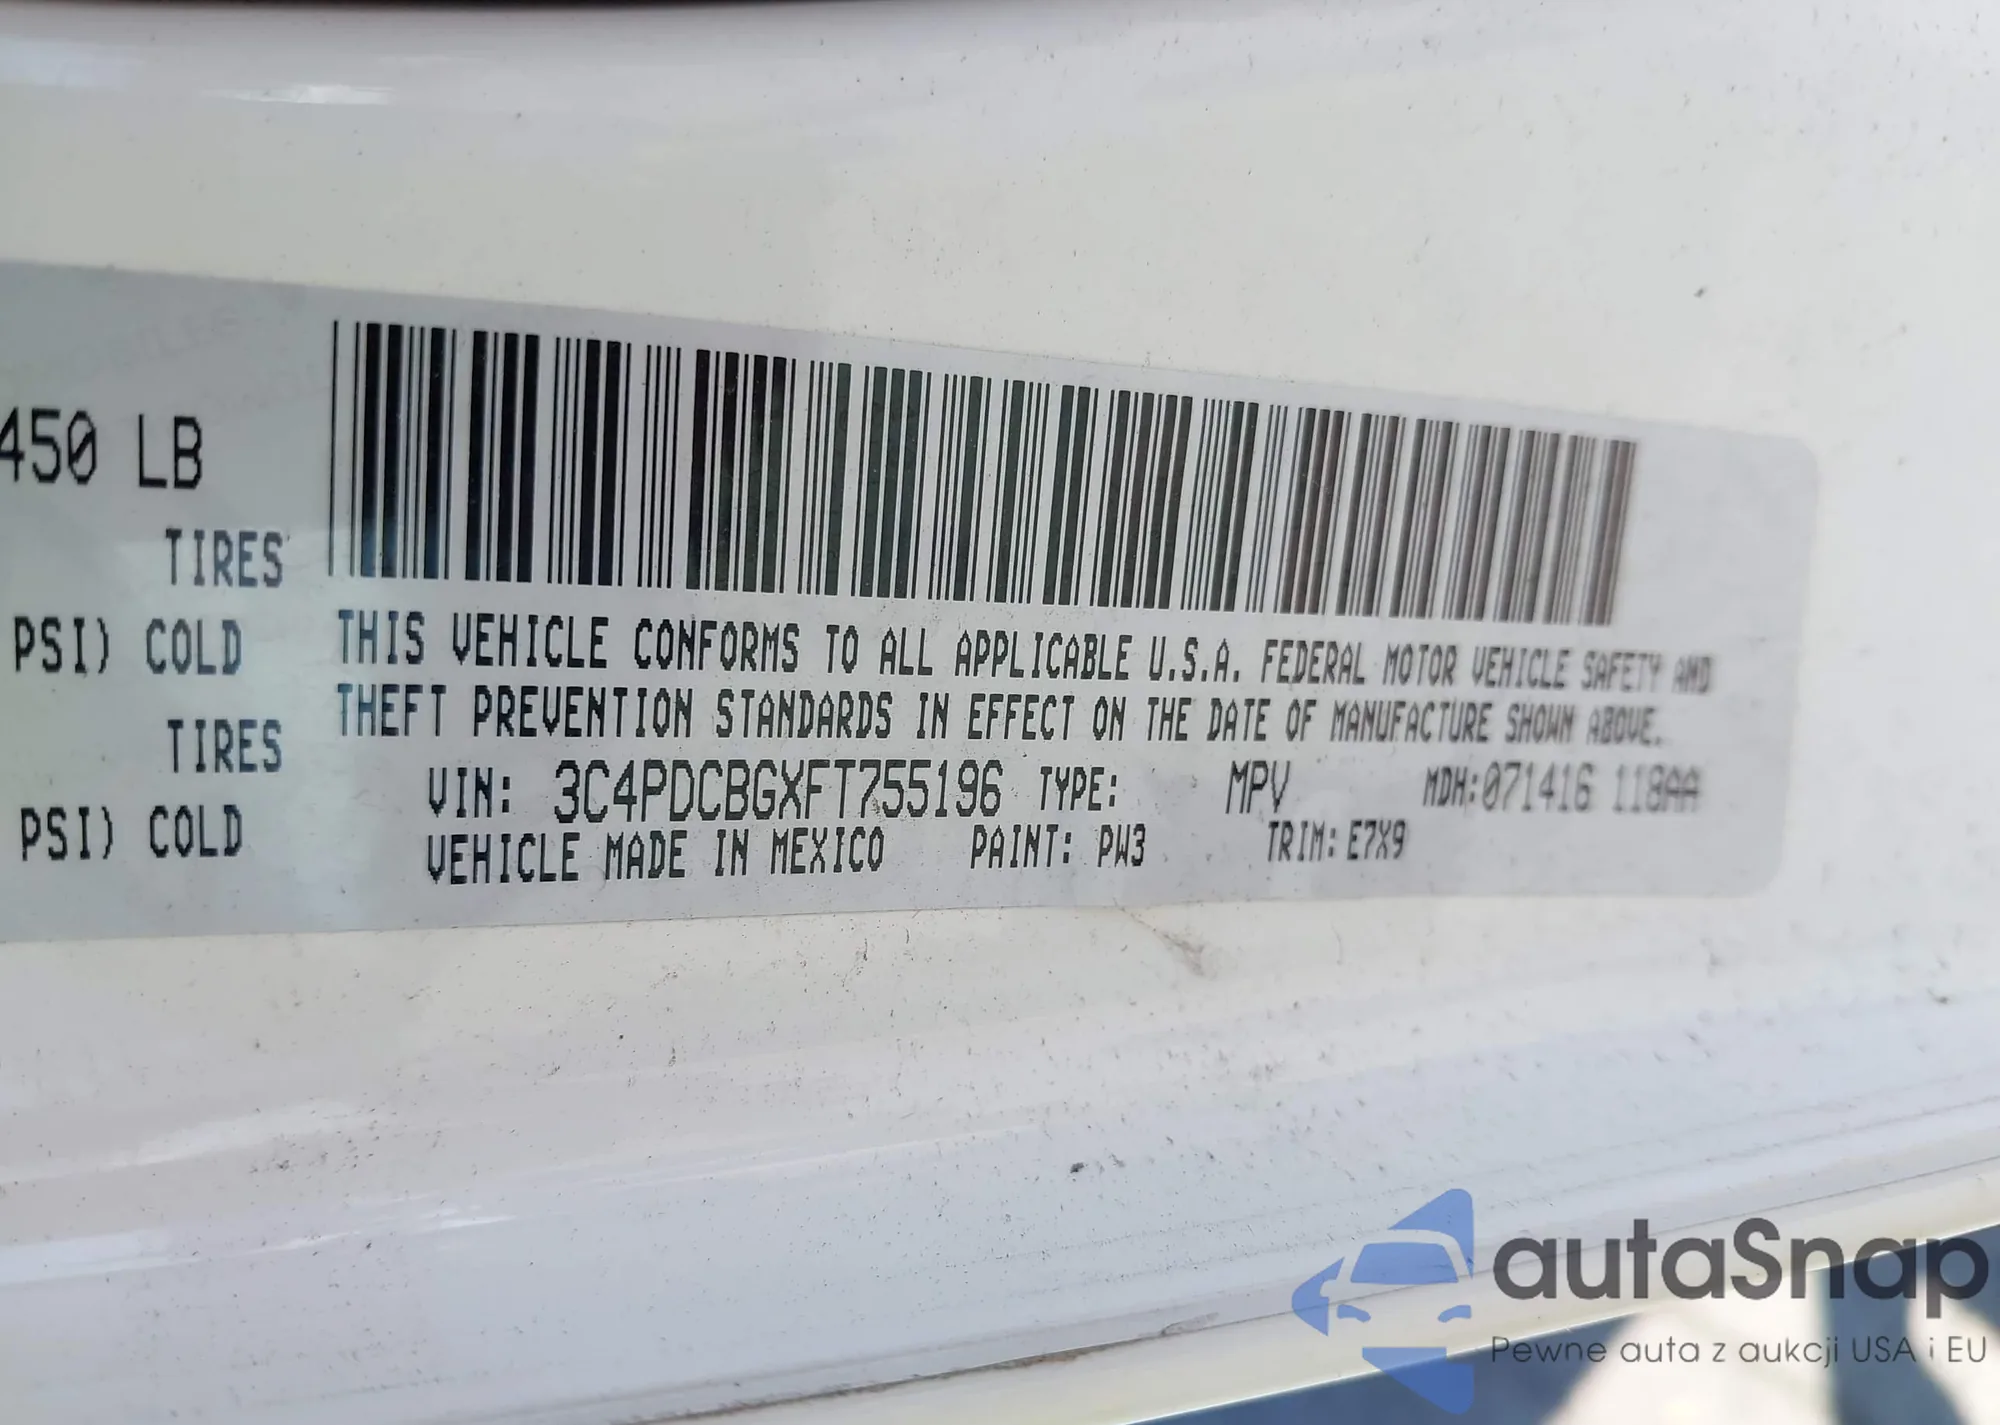 450 LB
TIRES
PSI) COLD
TIRES
PSI) COLD
THIS VEHICLE CONFORMS TO ALL APPLICABLE U.S.A. FEDERAL MOTOR VEHICLE SAFETY AND
THEFT PREVENTION STANDARDS IN EFFECT ON THE DATE OF MANUFACTURE SHOWN ABOVE.
VIN: 3C4PDCBGXFT755196 TYPE: MPV MDH:071416 118AA
VEHICLE MADE IN MEXICO PAINT: PW3 TRIM: E7X9
autaSnap
Pewne auta z aukcji USA i EU